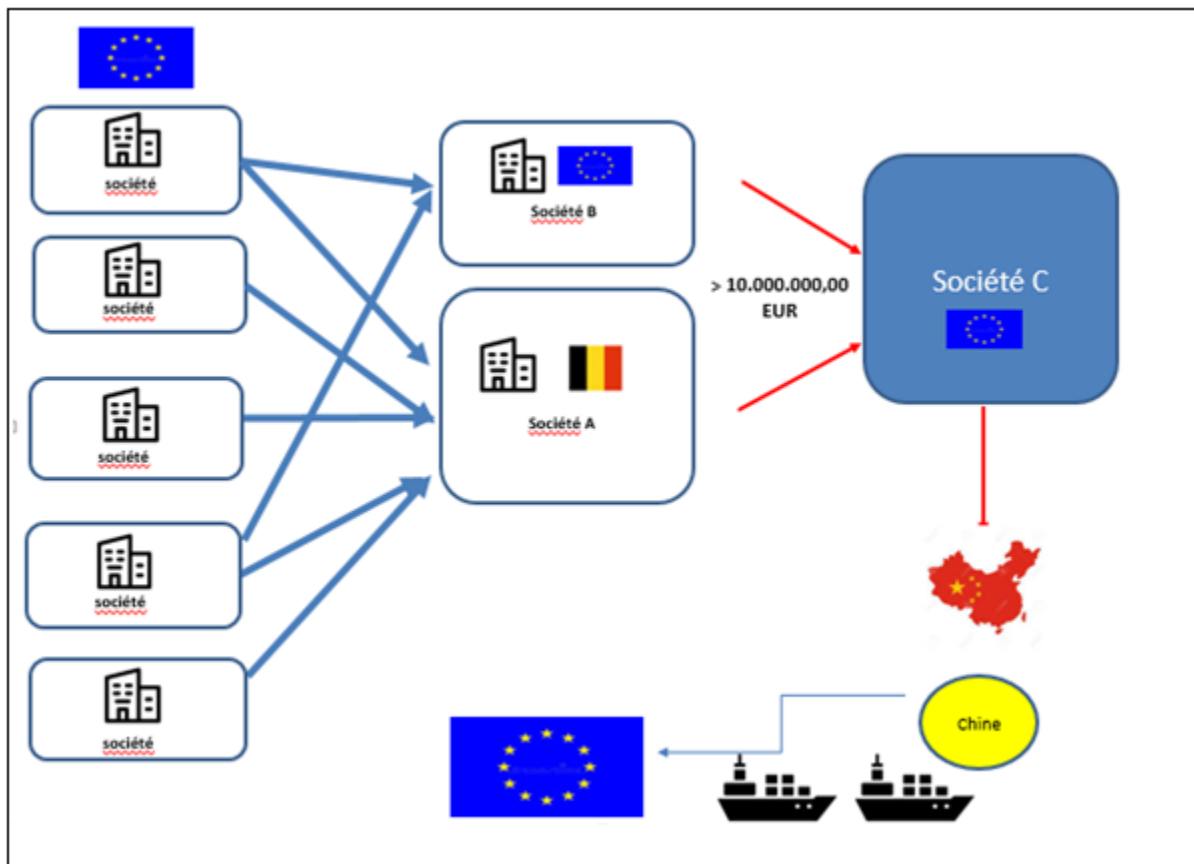 société
société
société
société
société
Société B
Société A
> 10.000.000,00
EUR
Société C
Chine